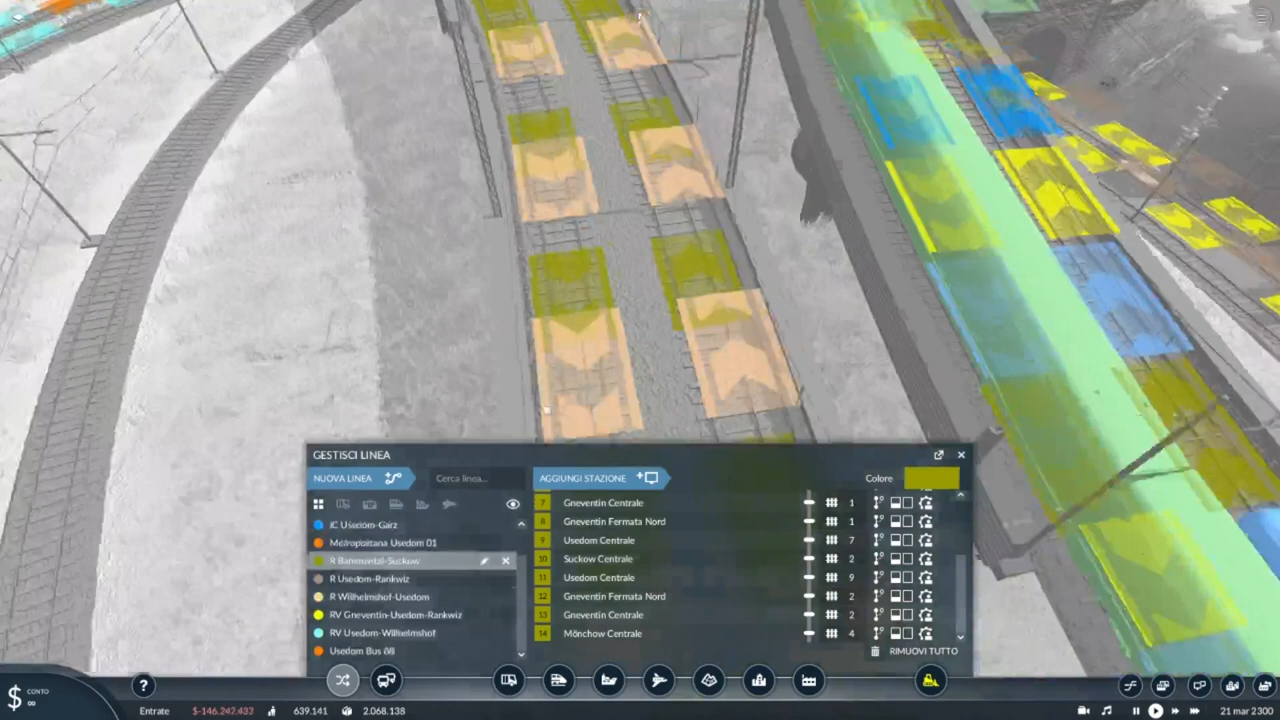 GESTISCI LINEA
NUOVA LINEA
Cerca linea...
AGGIUNGI STAZIONE
Colore
IC Usedom-Garz
Metropolitana Usedom 01
R Usedom-Rankwiz
R Wilhelmshof-Usedom
RV Gneventin-Usedom-Rankwiz
RV Usedom-Wilhelmshof
Usedom Bus
7 Gneventin Centrale 1
8 Gneventin Fermata Nord 1
9 Usedom Centrale 7
10 Suckow Centrale 2
11 Usedom Centrale 9
12 Gneventin Fermata Nord 2
13 Gneventin Centrale 2
14 Mönchow Centrale 4
RIMUOVI TUTTO
?
$ CONTO
∞
Entrate $-146.242.432 639.141 2.068.138
21 mar 2300